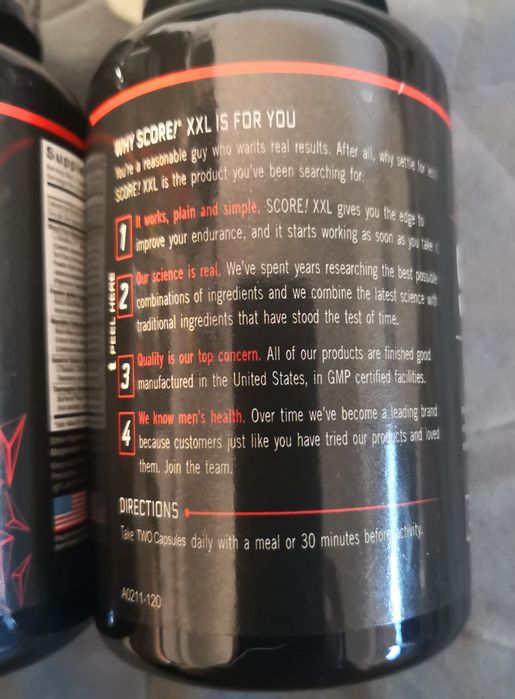 WHY SCORE!® XXL IS FOR YOU
You're a reasonable guy who wants real results. After all, why settle for less?
SCORE! XXL is the product you've been searching for:
1 It works, plain and simple. SCORE! XXL gives you the edge to
improve your endurance, and it starts working as soon as you take
2 Our science is real. We've spent years researching the best possible
combinations of ingredients and we combine the latest science with
traditional ingredients that have stood the test of time.
3 Quality is our top concern. All of our products are finished good
manufactured in the United States, in GMP certified facilities.
4 We know men's health. Over time we've become a leading brand
because customers just like you have tried our products and loved
them. Join the team.
PEEL HERE
DIRECTIONS
Take TWO Capsules daily with a meal or 30 minutes before activity.
A0211-120